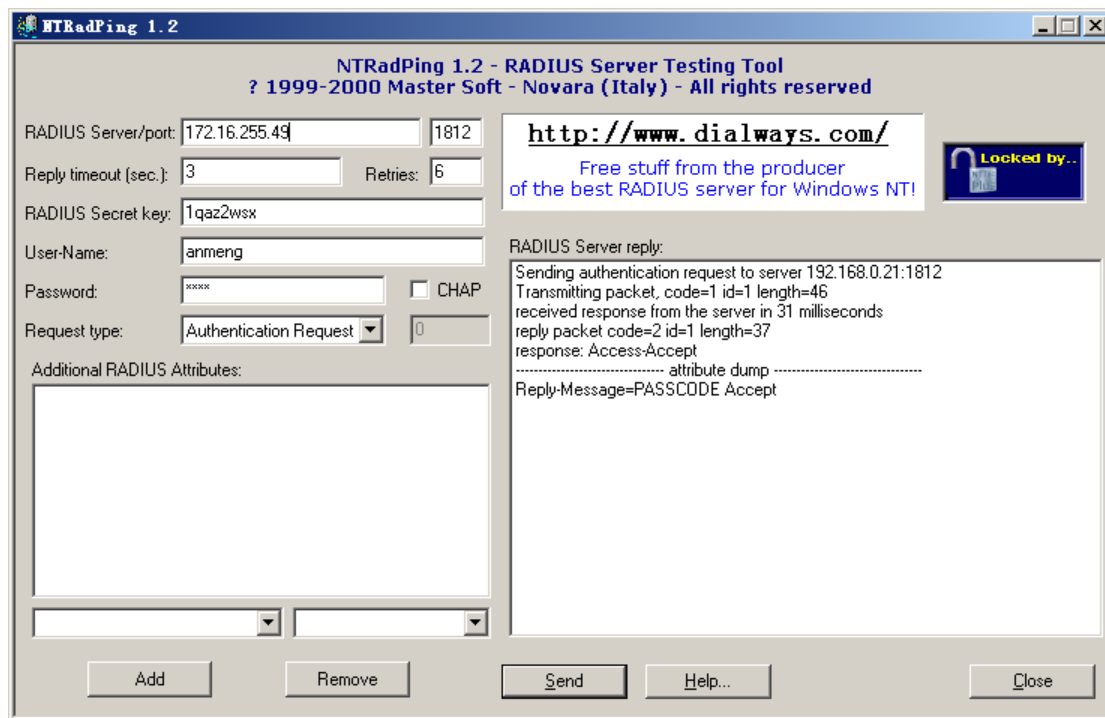 NTRadPing 1.2
NTRadPing 1.2 - RADIUS Server Testing Tool
? 1999-2000 Master Soft - Novara (Italy) - All rights reserved
RADIUS Server/port: 172.16.255.49 1812
Reply timeout (sec.): 3 Retries: 6
RADIUS Secret key: 1qaz2wsx
User-Name: anmeng
Password: **** CHAP
Request type: Authentication Request 0
Additional RADIUS Attributes:
Add
Remove
http://www.dialways.com/
Free stuff from the producer
of the best RADIUS server for Windows NT!
Locked by..
RADIUS Server reply:
Sending authentication request to server 192.168.0.21:1812
Transmitting packet, code=1 id=1 length=46
received response from the server in 31 milliseconds
reply packet code=2 id=1 length=37
response: Access-Accept
--------------------------------- attribute dump ---------------------------------
Reply-Message=PASSCODE Accept
Send
Help...
Close